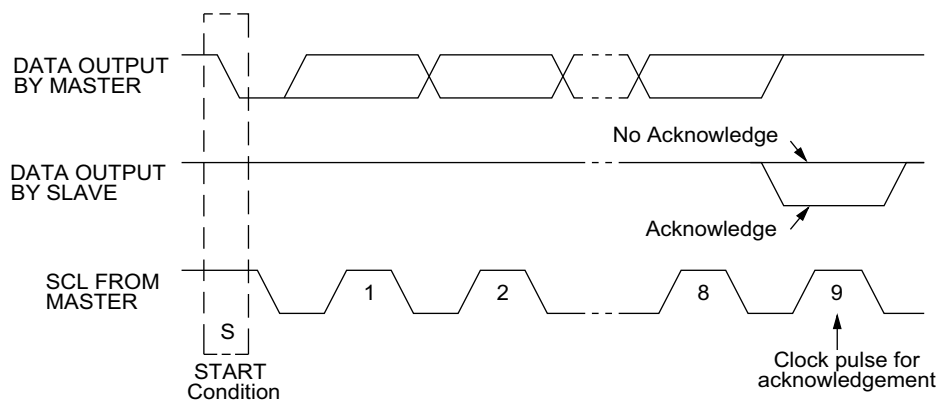 DATA OUTPUT
BY MASTER
No Acknowledge
DATA OUTPUT
BY SLAVE
Acknowledge
SCL FROM
MASTER
1
2
8
9
S
START
Condition
Clock pulse for
acknowledgement